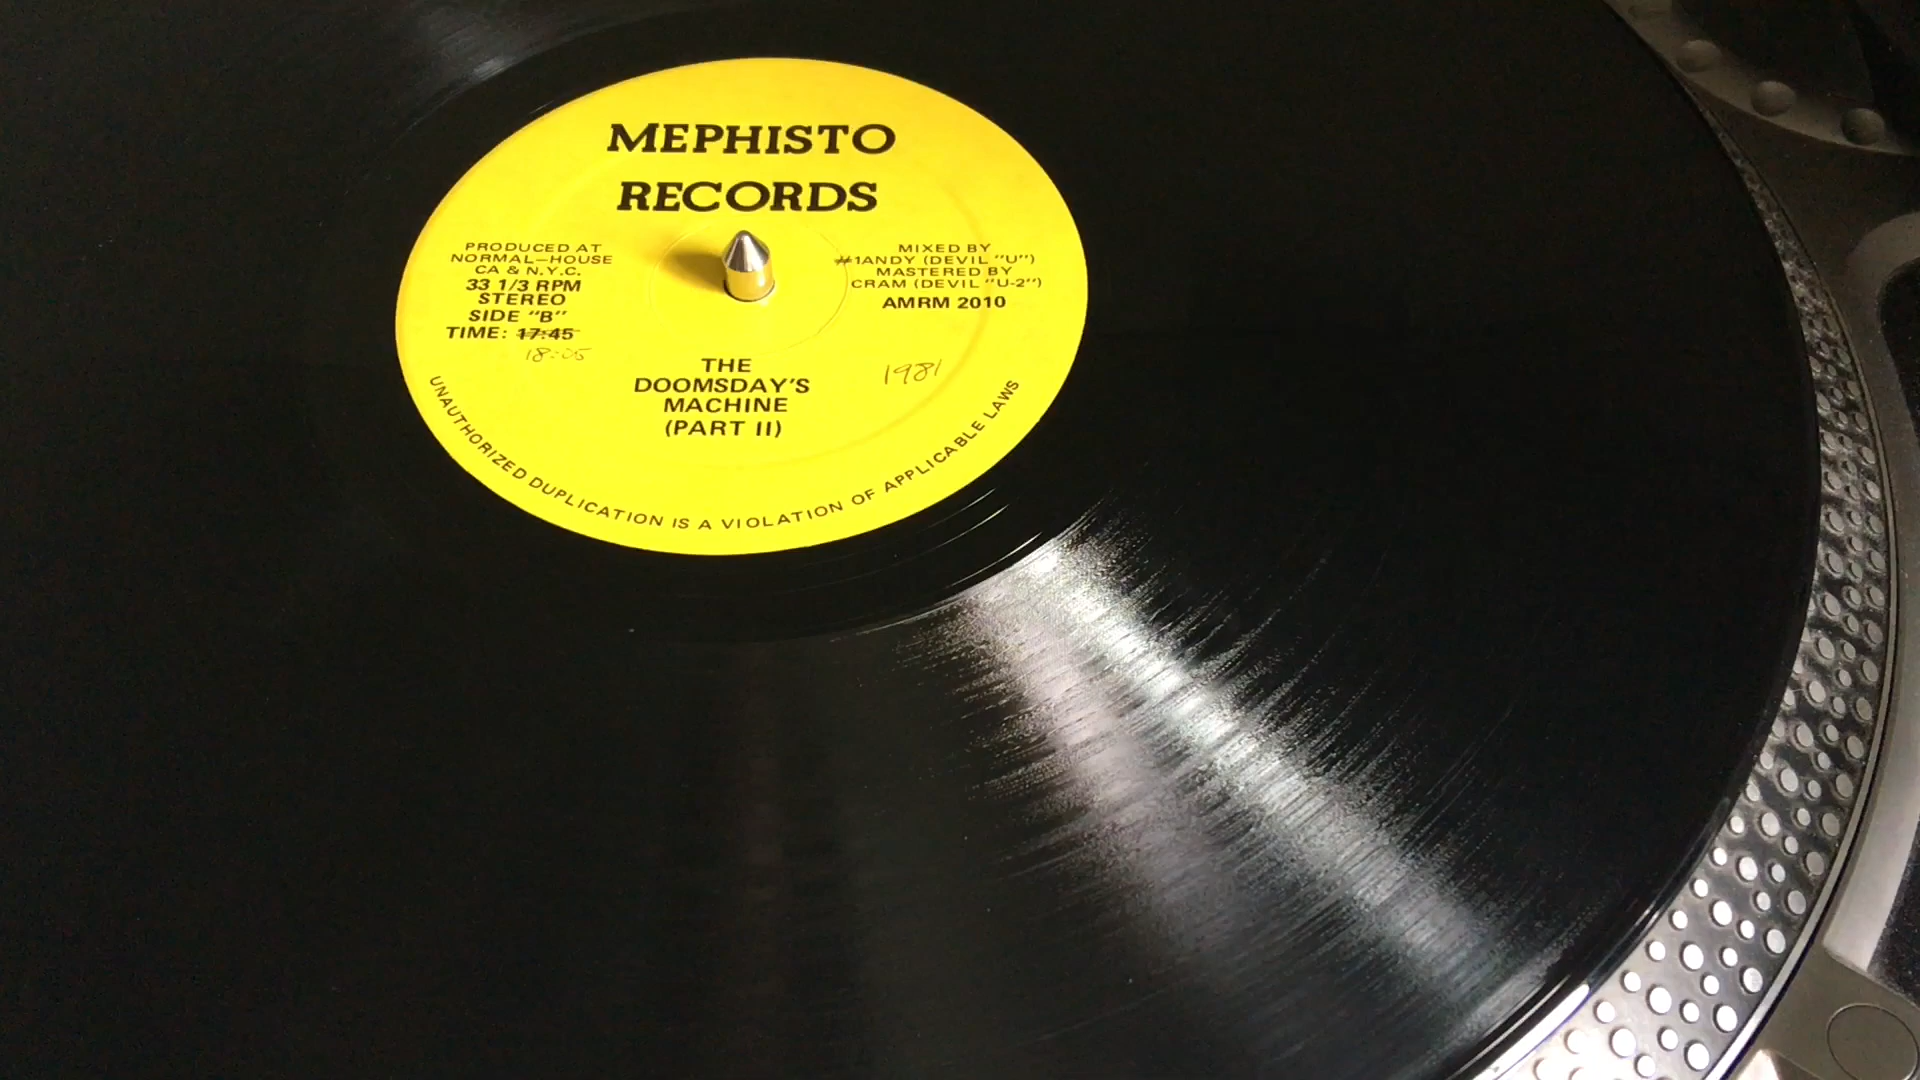 MEPHISTO
RECORDS
PRODUCED AT
NORMAL—HOUSE
CA & N.Y.C.
33 1/3 RPM
STEREO
SIDE "B"
TIME: 17:45
18:05
MIXED BY
#1ANDY (DEVIL "U")
MASTERED BY
CRAM (DEVIL "U-2")
AMRM 2010
THE
DOOMSDAY'S
MACHINE
(PART II)
1981
UNAUTHORIZED DUPLICATION IS A VIOLATION OF APPLICABLE LAWS